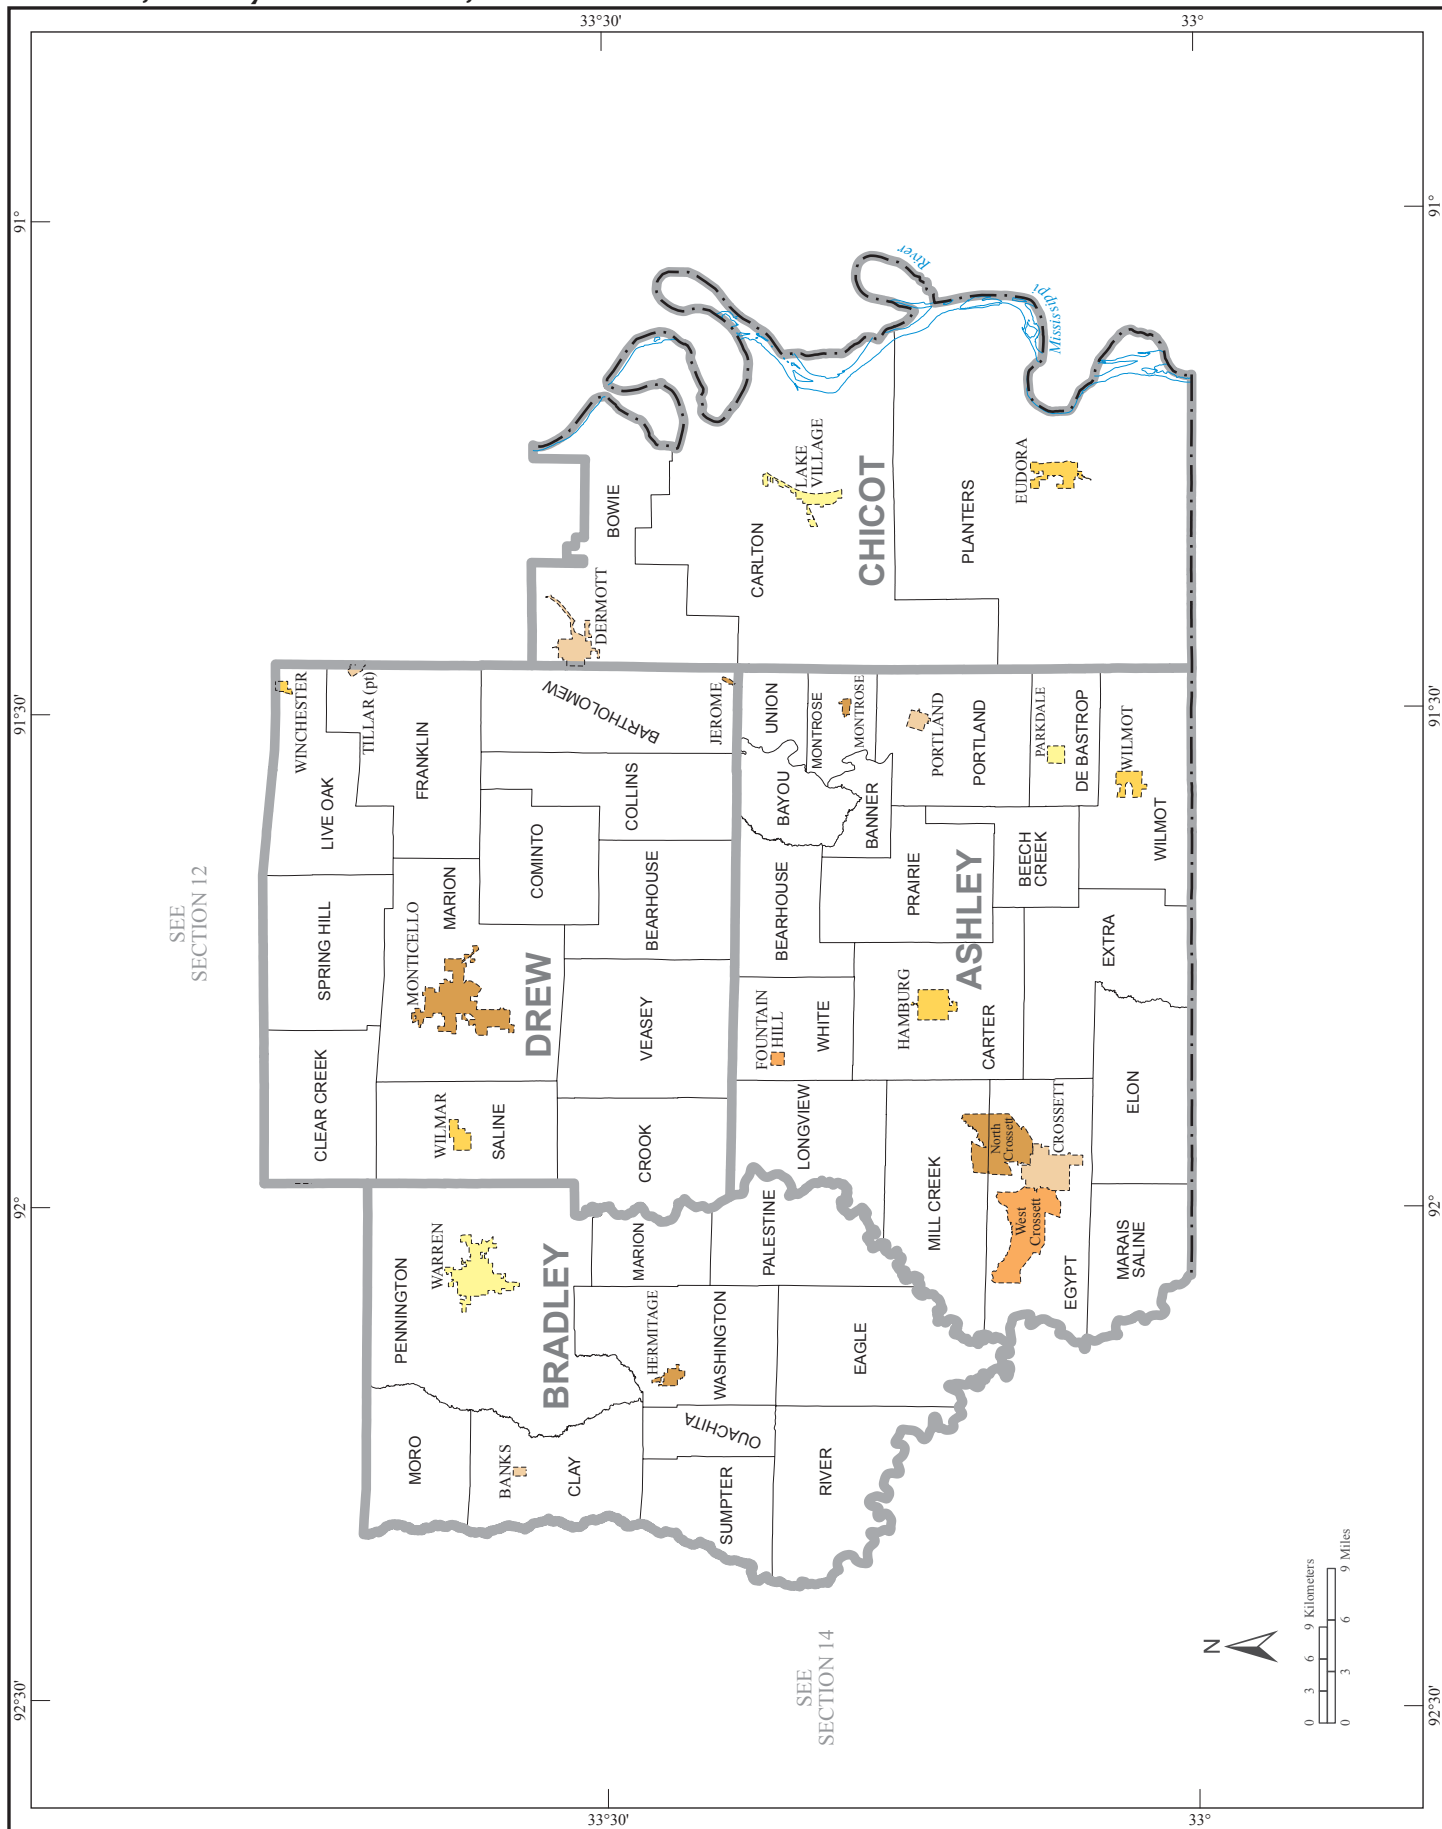 33°30'
33°
91°
91°
91°30'
91°30'
92°
92°
92°30'
92°30'
33°30'
33°
SEE
SECTION 12
SEE
SECTION 14
DREW
CLEAR CREEK
SPRING HILL
LIVE OAK
WINCHESTER
TILLAR (pt)
FRANKLIN
MARION
MONTICELLO
WILMAR
SALINE
COMINTO
COLLINS
BARTHOLOMEW
JEROME
BEARHOUSE
VEASEY
CROOK
BRADLEY
PENNINGTON
WARREN
MORO
BANKS
CLAY
MARION
HERMITAGE
WASHINGTON
PALESTINE
OUACHITA
SUMPTER
RIVER
EAGLE
CHICOT
BOWIE
DERMOTT
CARLTON
LAKE
VILLAGE
PLANTERS
EUDORA
Mississippi
River
ASHLEY
UNION
BAYOU
MONTROSE
MONTROSE
BANNER
BEARHOUSE
FOUNTAIN
HILL
WHITE
LONGVIEW
PRAIRIE
PORTLAND
PORTLAND
HAMBURG
CARTER
MILL CREEK
North
Crossett
CROSSETT
West
Crossett
EGYPT
BEECH
CREEK
PARKDALE
DE BASTROP
WILMOT
WILMOT
EXTRA
ELON
MARAIS
SALINE
N
0 3 6 9 Kilometers
0 3 6 9 Miles